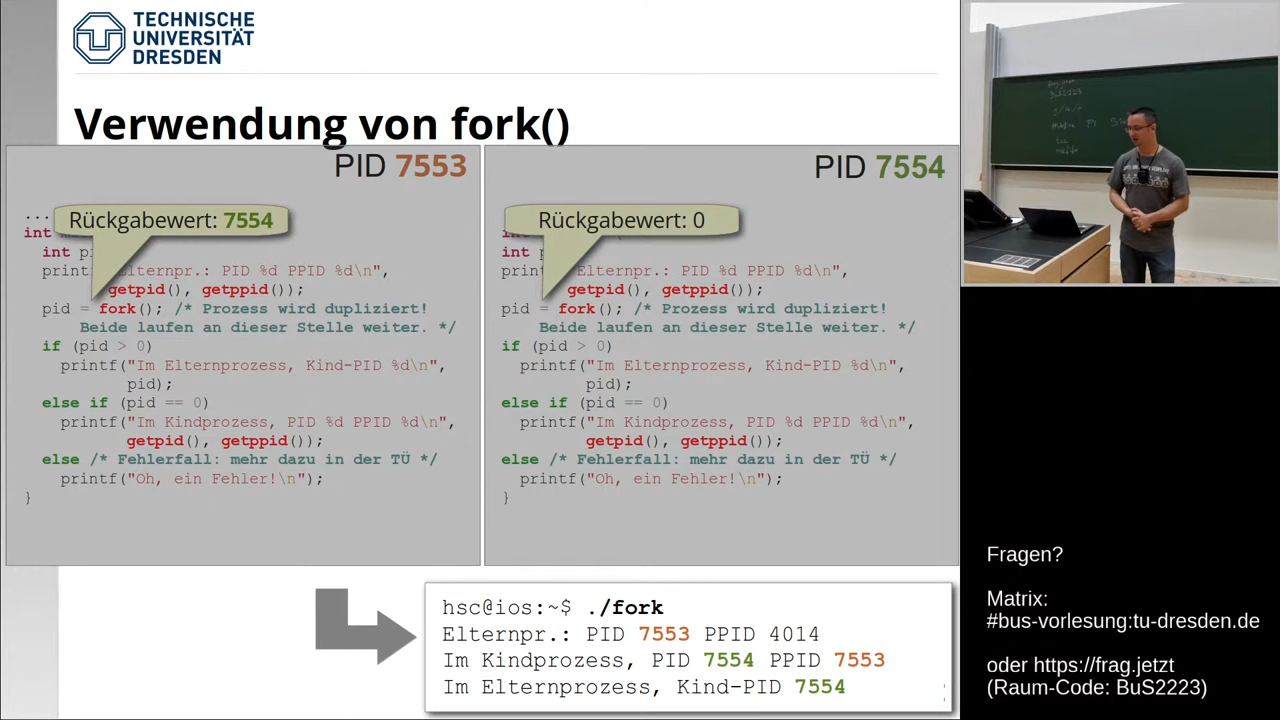 TECHNISCHE
UNIVERSITÄT
DRESDEN
Verwendung von fork()
PID 7553
Rückgabewert: 7554
...
int
int pi
print Elternpr.: PID %d PPID %d\n",
getpid(), getppid());
pid = fork(); /* Prozess wird dupliziert!
Beide laufen an dieser Stelle weiter. */
if (pid > 0)
printf("Im Elternprozess, Kind-PID %d\n",
pid);
else if (pid == 0)
printf("Im Kindprozess, PID %d PPID %d\n",
getpid(), getppid());
else /* Fehlerfall: mehr dazu in der TÜ */
printf("Oh, ein Fehler!\n");
}
PID 7554
Rückgabewert: 0
int p
print Elternpr.: PID %d PPID %d\n",
getpid(), getppid());
pid = fork(); /* Prozess wird dupliziert!
Beide laufen an dieser Stelle weiter. */
if (pid > 0)
printf("Im Elternprozess, Kind-PID %d\n",
pid);
else if (pid == 0)
printf("Im Kindprozess, PID %d PPID %d\n",
getpid(), getppid());
else /* Fehlerfall: mehr dazu in der TÜ */
printf("Oh, ein Fehler!\n");
}
hsc@ios:~$ ./fork
Elternpr.: PID 7553 PPID 4014
Im Kindprozess, PID 7554 PPID 7553
Im Elternprozess, Kind-PID 7554
Fragen?
Matrix:
#bus-vorlesung:tu-dresden.de
oder https://frag.jetzt
(Raum-Code: BuS2223)